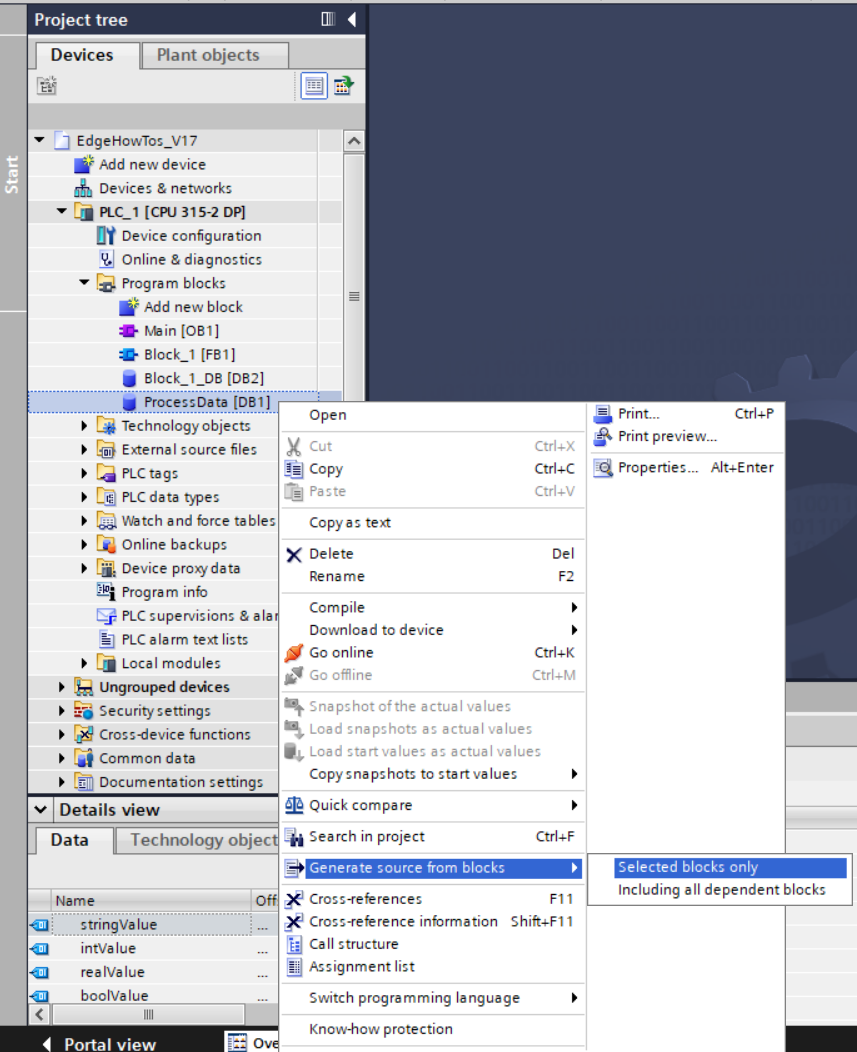 Project tree
Devices
Plant objects
Start
EdgeHowTos_V17
Add new device
Devices & networks
PLC_1 [CPU 315-2 DP]
Device configuration
Online & diagnostics
Program blocks
Add new block
Main [OB1]
Block_1 [FB1]
Block_1_DB [DB2]
ProcessData [DB1]
Technology objects
External source files
PLC tags
PLC data types
Watch and force tables
Online backups
Device proxy data
Program info
PLC supervisions & alar
PLC alarm text lists
Local modules
Ungrouped devices
Security settings
Cross-device functions
Common data
Documentation settings
Details view
Data
Technology object
Name Off
stringValue ...
intValue ...
realValue ...
boolValue ...
Portal view
Ove
Open
Cut Ctrl+X
Copy Ctrl+C
Paste Ctrl+V
Copy as text
Delete Del
Rename F2
Compile
Download to device
Go online Ctrl+K
Go offline Ctrl+M
Snapshot of the actual values
Load snapshots as actual values
Load start values as actual values
Copy snapshots to start values
Quick compare
Search in project Ctrl+F
Generate source from blocks
Cross-references F11
Cross-reference information Shift+F11
Call structure
Assignment list
Switch programming language
Know-how protection
Print... Ctrl+P
Print preview...
Properties... Alt+Enter
Selected blocks only
Including all dependent blocks